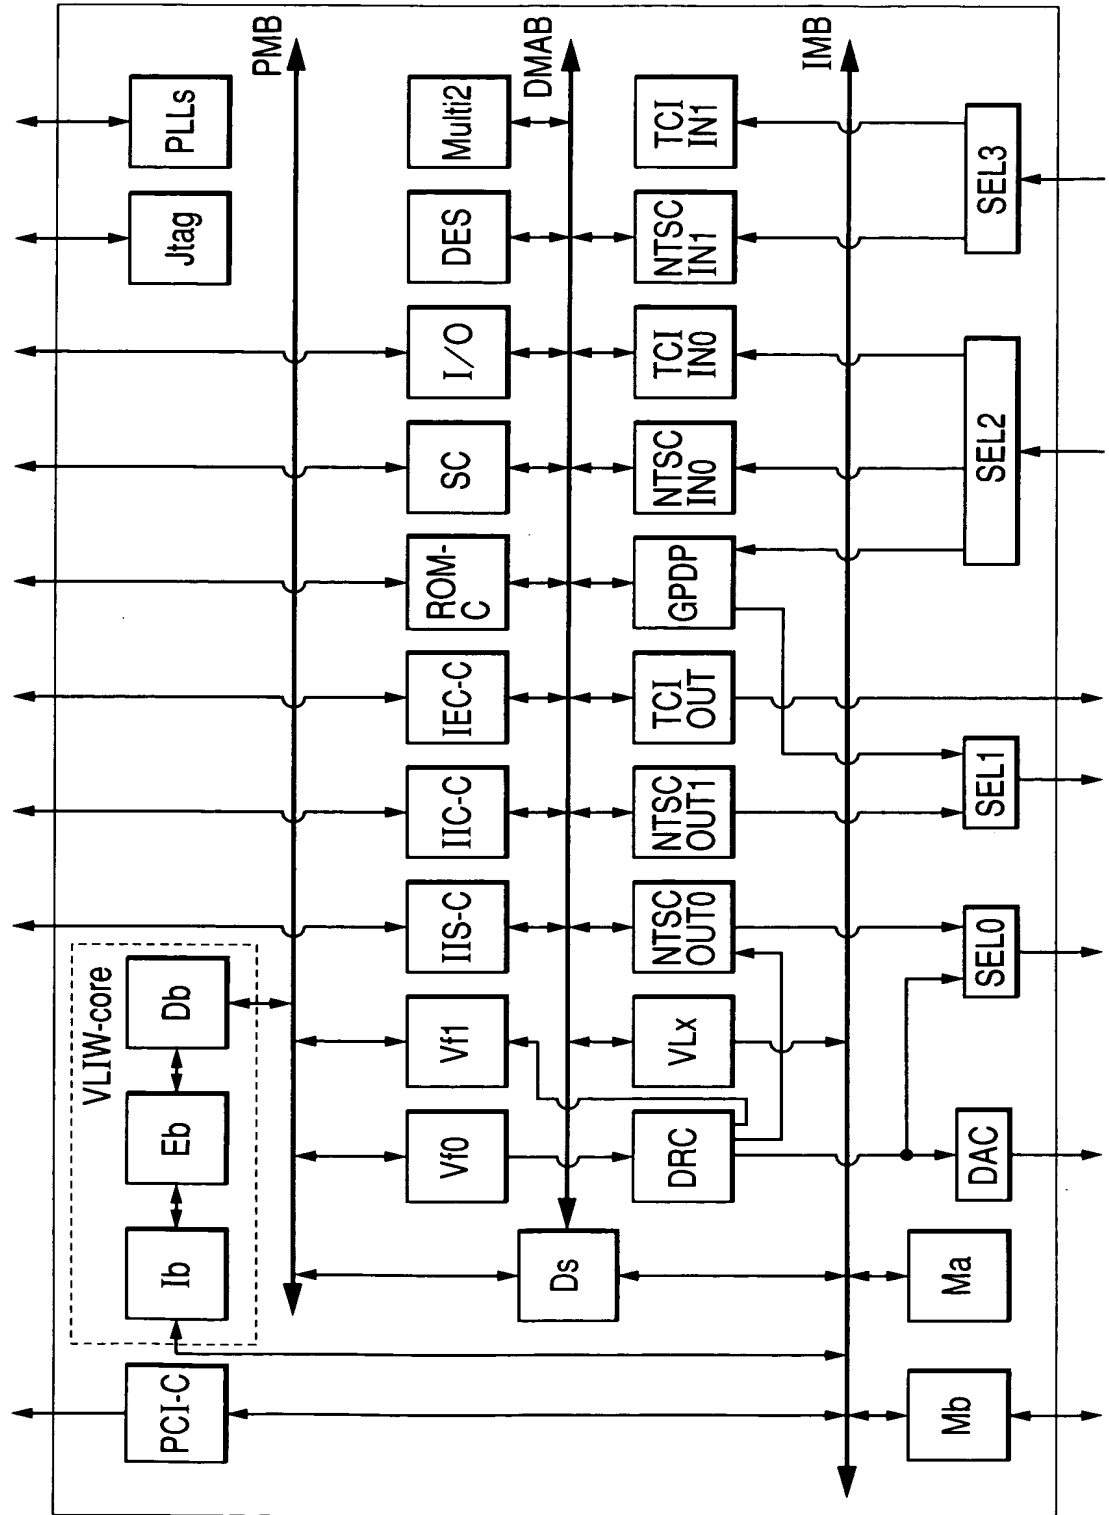 VLIW-core
PCI-C
Ib
Eb
Db
Jtag
PLLs
PMB
Vf0
Vf1
IIS-C
IIC-C
IEC-C
ROM-
C
SC
I/O
DES
Multi2
Ds
DMAB
DRC
VLx
NTSC
OUT0
NTSC
OUT1
TCI
OUT
GPDP
NTSC
IN0
TCI
IN0
NTSC
IN1
TCI
IN1
IMB
Mb
Ma
DAC
SEL0
SEL1
SEL2
SEL3